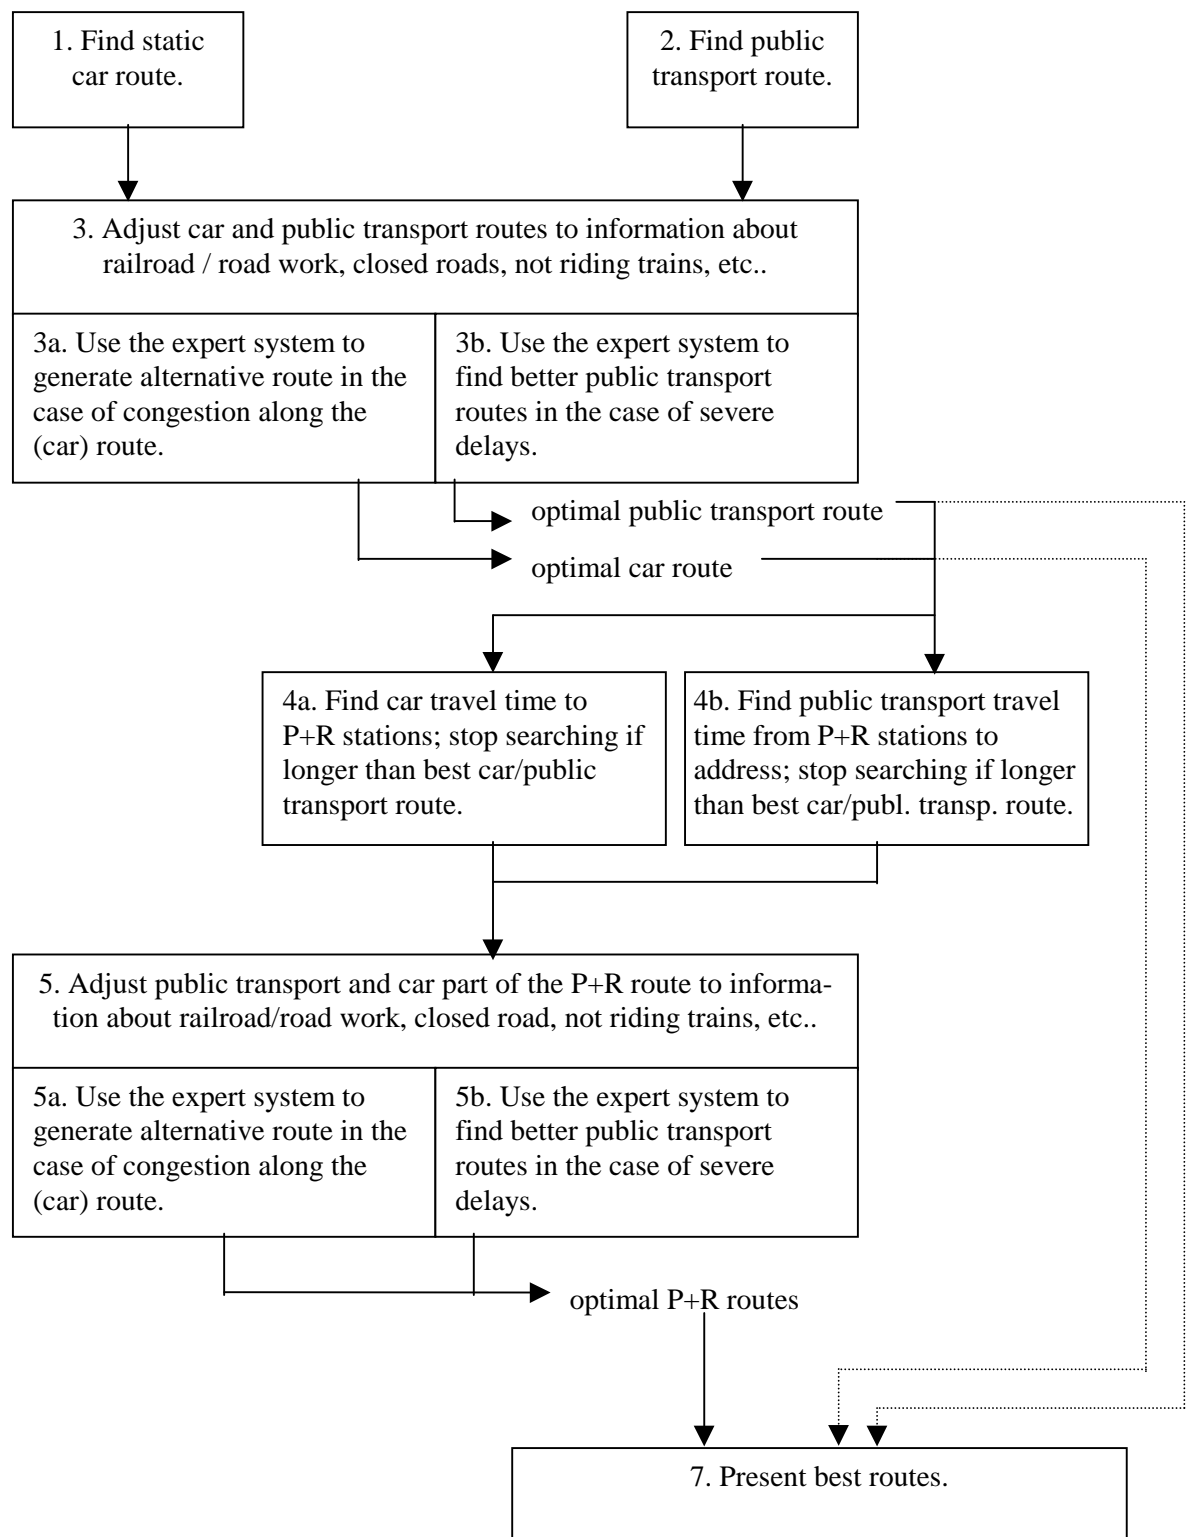 1. Find static
car route.
2. Find public
transport route.
3. Adjust car and public transport routes to information about
railroad / road work, closed roads, not riding trains, etc..
3a. Use the expert system to
generate alternative route in the
case of congestion along the
(car) route.
3b. Use the expert system to
find better public transport
routes in the case of severe
delays.
optimal public transport route
optimal car route
4a. Find car travel time to
P+R stations; stop searching if
longer than best car/public
transport route.
4b. Find public transport travel
time from P+R stations to
address; stop searching if longer
than best car/publ. transp. route.
5. Adjust public transport and car part of the P+R route to informa-
tion about railroad/road work, closed road, not riding trains, etc..
5a. Use the expert system to
generate alternative route in the
case of congestion along the
(car) route.
5b. Use the expert system to
find better public transport
routes in the case of severe
delays.
optimal P+R routes
7. Present best routes.